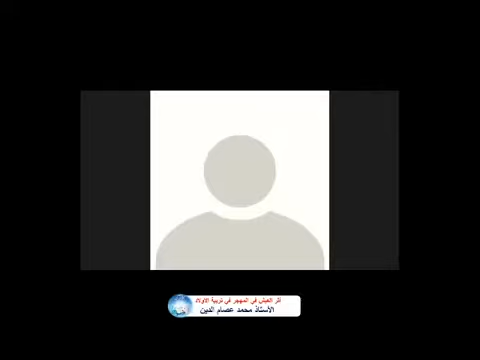 أثر العيش في المهجر في تربية الأولاد
الأستاذ محمد عصام الدين